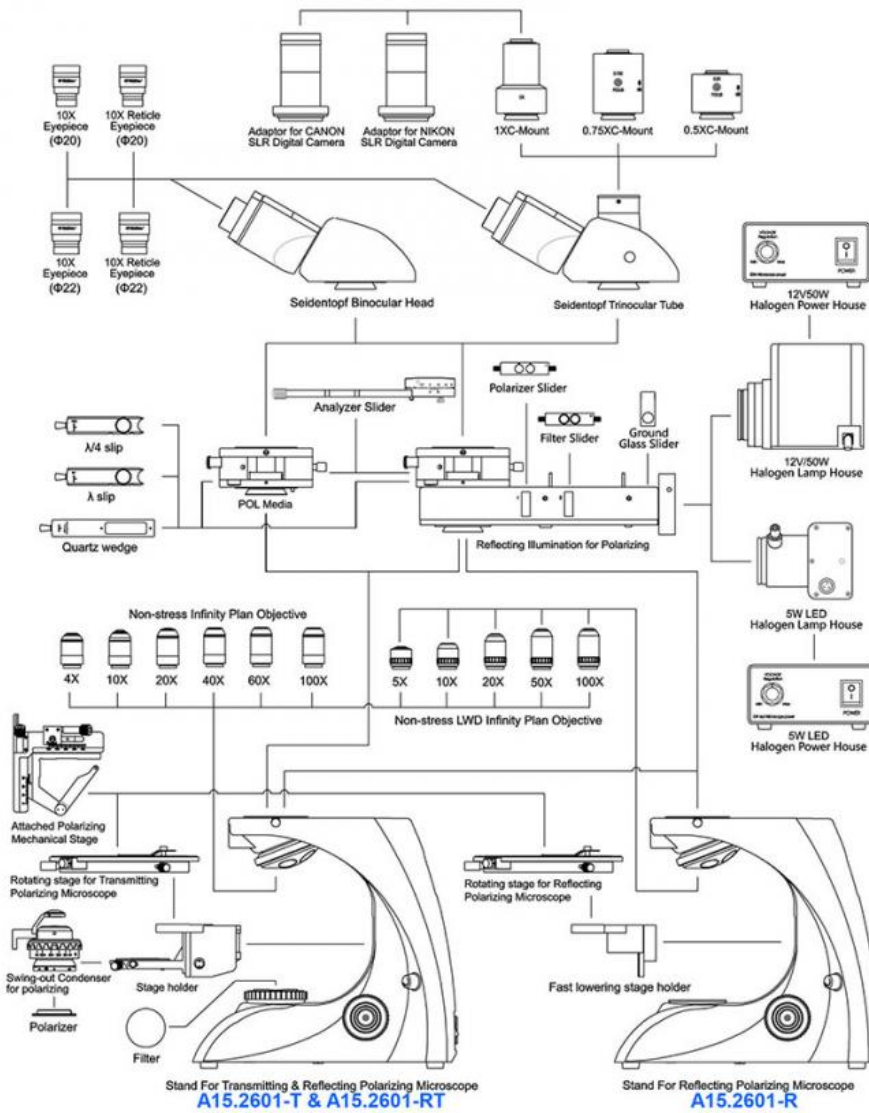 10X
Eyepiece
(Φ20)
10X Reticle
Eyepiece
(Φ20)
Adaptor for CANON
SLR Digital Camera
Adaptor for NIKON
SLR Digital Camera
1XC-Mount
0.75XC-Mount
0.5XC-Mount
10X
Eyepiece
(Φ22)
10X Reticle
Eyepiece
(Φ22)
Seidentopf Binocular Head
Seidentopf Trinocular Tube
POWER
12V50W
Halogen Power House
Analyzer Slider
Polarizer Slider
Filter Slider
Ground
Glass Slider
λ/4 slip
λ slip
Quartz wedge
POL Media
Reflecting Illumination for Polarizing
12V/50W
Halogen Lamp House
5W LED
Halogen Lamp House
POWER
5W LED
Halogen Power House
Non-stress Infinity Plan Objective
4X
10X
20X
40X
60X
100X
5X
10X
20X
50X
100X
Non-stress LWD Infinity Plan Objective
Attached Polarizing
Mechanical Stage
Rotating stage for Transmitting
Polarizing Microscope
Rotating stage for Reflecting
Polarizing Microscope
Swing-out Condenser
for polarizing
Stage holder
Fast lowering stage holder
Polarizer
Filter
Stand For Transmitting & Reflecting Polarizing Microscope
A15.2601-T & A15.2601-RT
Stand For Reflecting Polarizing Microscope
A15.2601-R